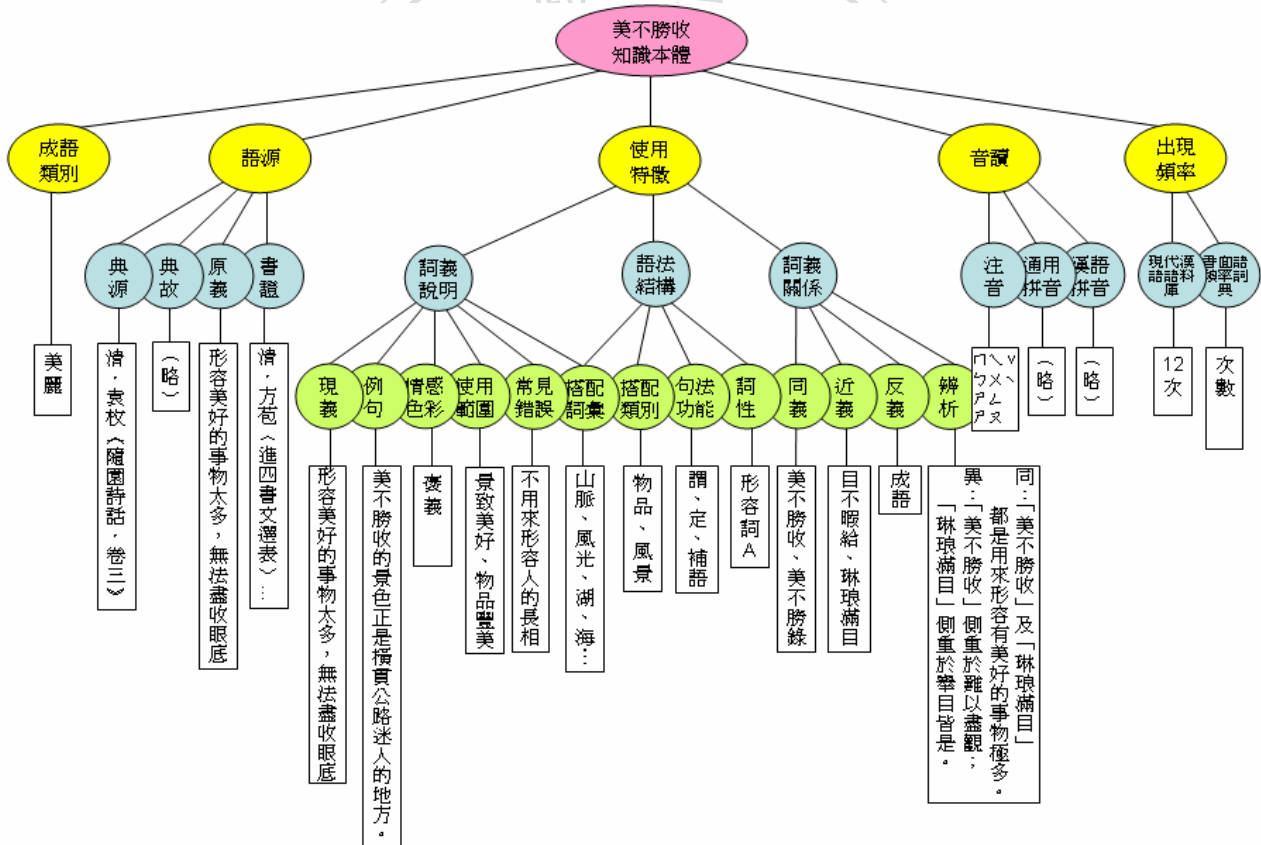 美不勝收
知識本體
成語
類別
語源
使用
特徵
音讀
出現
頻率
典源
典故
原義
書證
詞義
說明
語法
結構
詞義
關係
注音
通用
拼音
漢語
拼音
現代漢
語語料
庫
書面語
頻率詞
典
美麗
清．袁枚《隨園詩話．卷三》
（略）
形容美好的事物太多，無法盡收眼底
清．方苞〈進四書文選表〉…
現義
例句
情感
色彩
使用
範圍
常見
錯誤
搭配
詞彙
搭配
類別
句法
功能
詞性
同義
近義
反義
辨析
ㄇㄟˇ
ㄅㄨˋ
ㄕㄥ
ㄕㄡ
（略）
（略）
12次
次數
形容美好的事物太多，無法盡收眼底
美不勝收的景色正是橫貫公路迷人的地方。
褒義
景致美好、物品豐美
不用來形容人的長相
山脈、風光、湖、海…
物品、風景
謂、定、補語
形容詞A
美不勝收、美不勝錄
目不暇給、琳琅滿目
成語
同：「美不勝收」及「琳琅滿目」
都是用來形容有美好的事物極多。
異：「美不勝收」側重於難以盡觀；
「琳琅滿目」側重於舉目皆是。